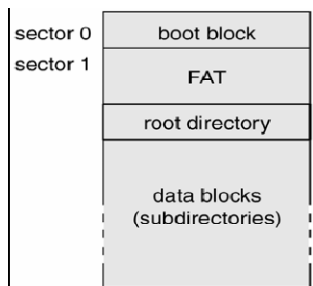 sector 0 boot block
sector 1 FAT
root directory
data blocks
(subdirectories)